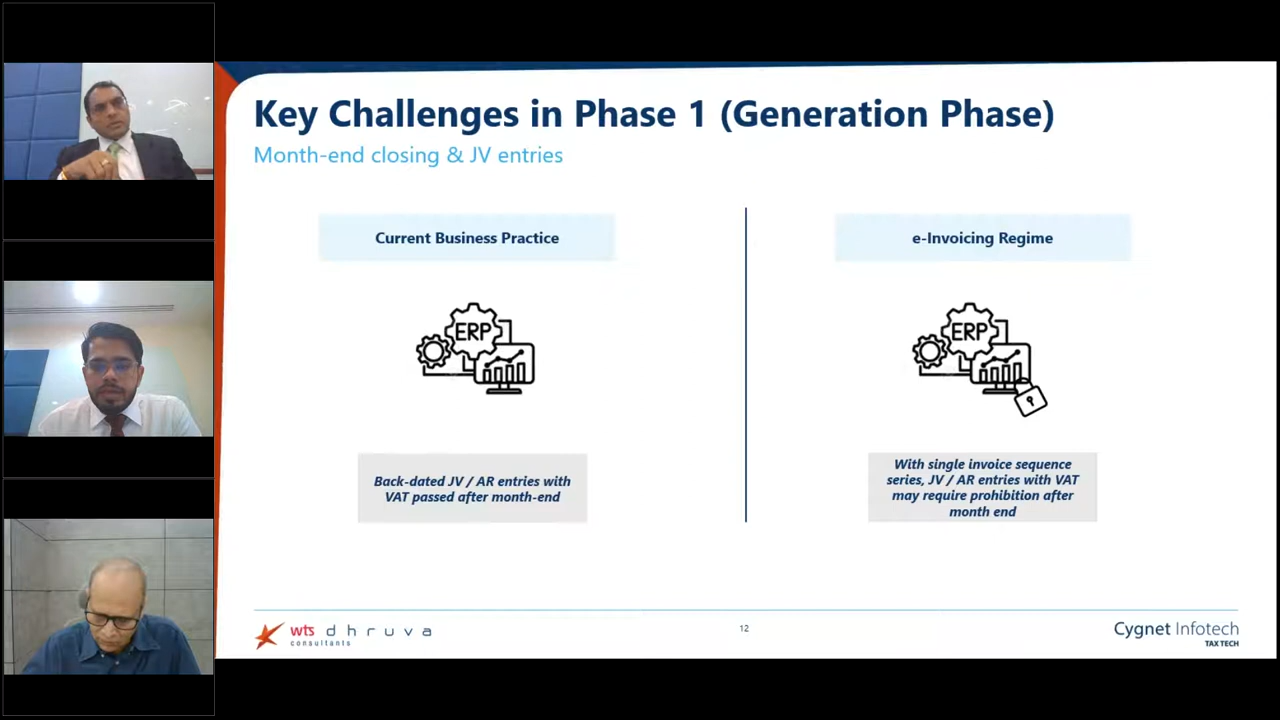 Key Challenges in Phase 1 (Generation Phase)
Month-end closing & JV entries
Current Business Practice
ERP
Back-dated JV / AR entries with
VAT passed after month-end
e-Invoicing Regime
ERP
With single invoice sequence
series, JV / AR entries with VAT
may require prohibition after
month end
wts dhruva
consultants
12
Cygnet Infotech
TAX TECH